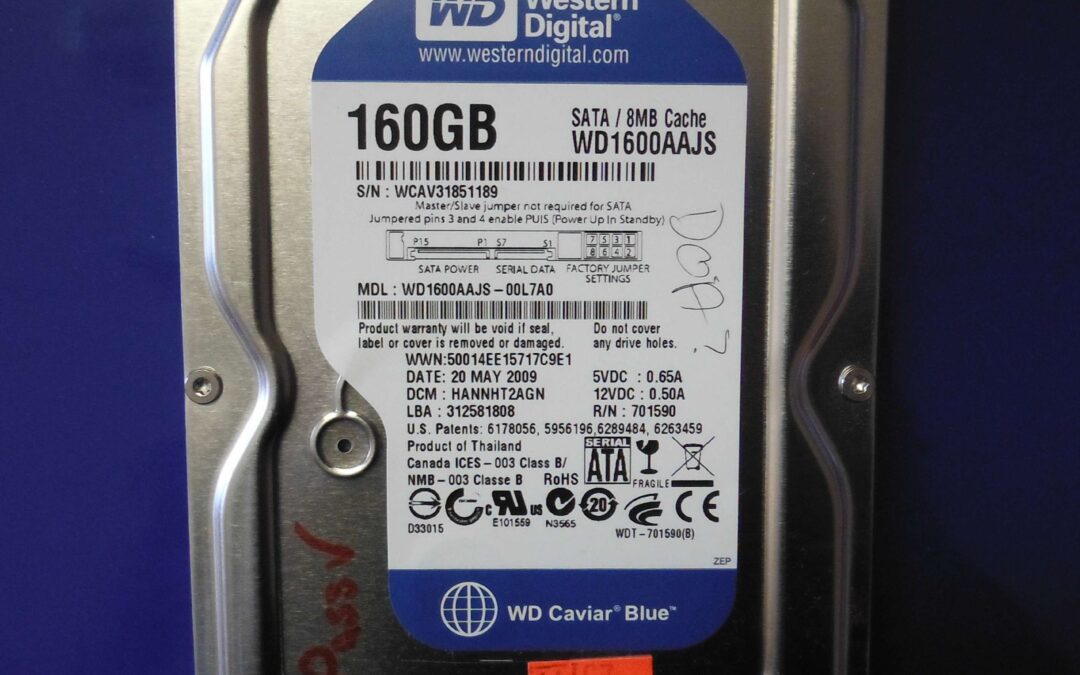 WD Western
Digital®
www.westerndigital.com
160GB
SATA / 8MB Cache
WD1600AAJS
S/N : WCAV31851189
Master/Slave jumper not required for SATA
Jumpered pins 3 and 4 enable PUIS (Power Up In Standby)
P15 P1 S7 S1 7 5 3 1
8 6 4 2
SATA POWER SERIAL DATA FACTORY JUMPER
SETTINGS
MDL : WD1600AAJS-00L7A0
Product warranty will be void if seal,
label or cover is removed or damaged.
Do not cover
any drive holes.
WWN:50014EE15717C9E1
DATE: 20 MAY 2009
DCM : HANNHT2AGN
LBA : 312581808
5VDC : 0.65A
12VDC : 0.50A
R/N : 701590
U.S. Patents: 6178056, 5956196,6289484, 6263459
Product of Thailand
Canada ICES-003 Class B/
NMB-003 Classe B RoHS
SERIAL
ATA
FRAGILE
D33015
c UR US
E101559
N3565
20
CE
WDT-701590(B)
ZEP
WD Caviar® Blue™